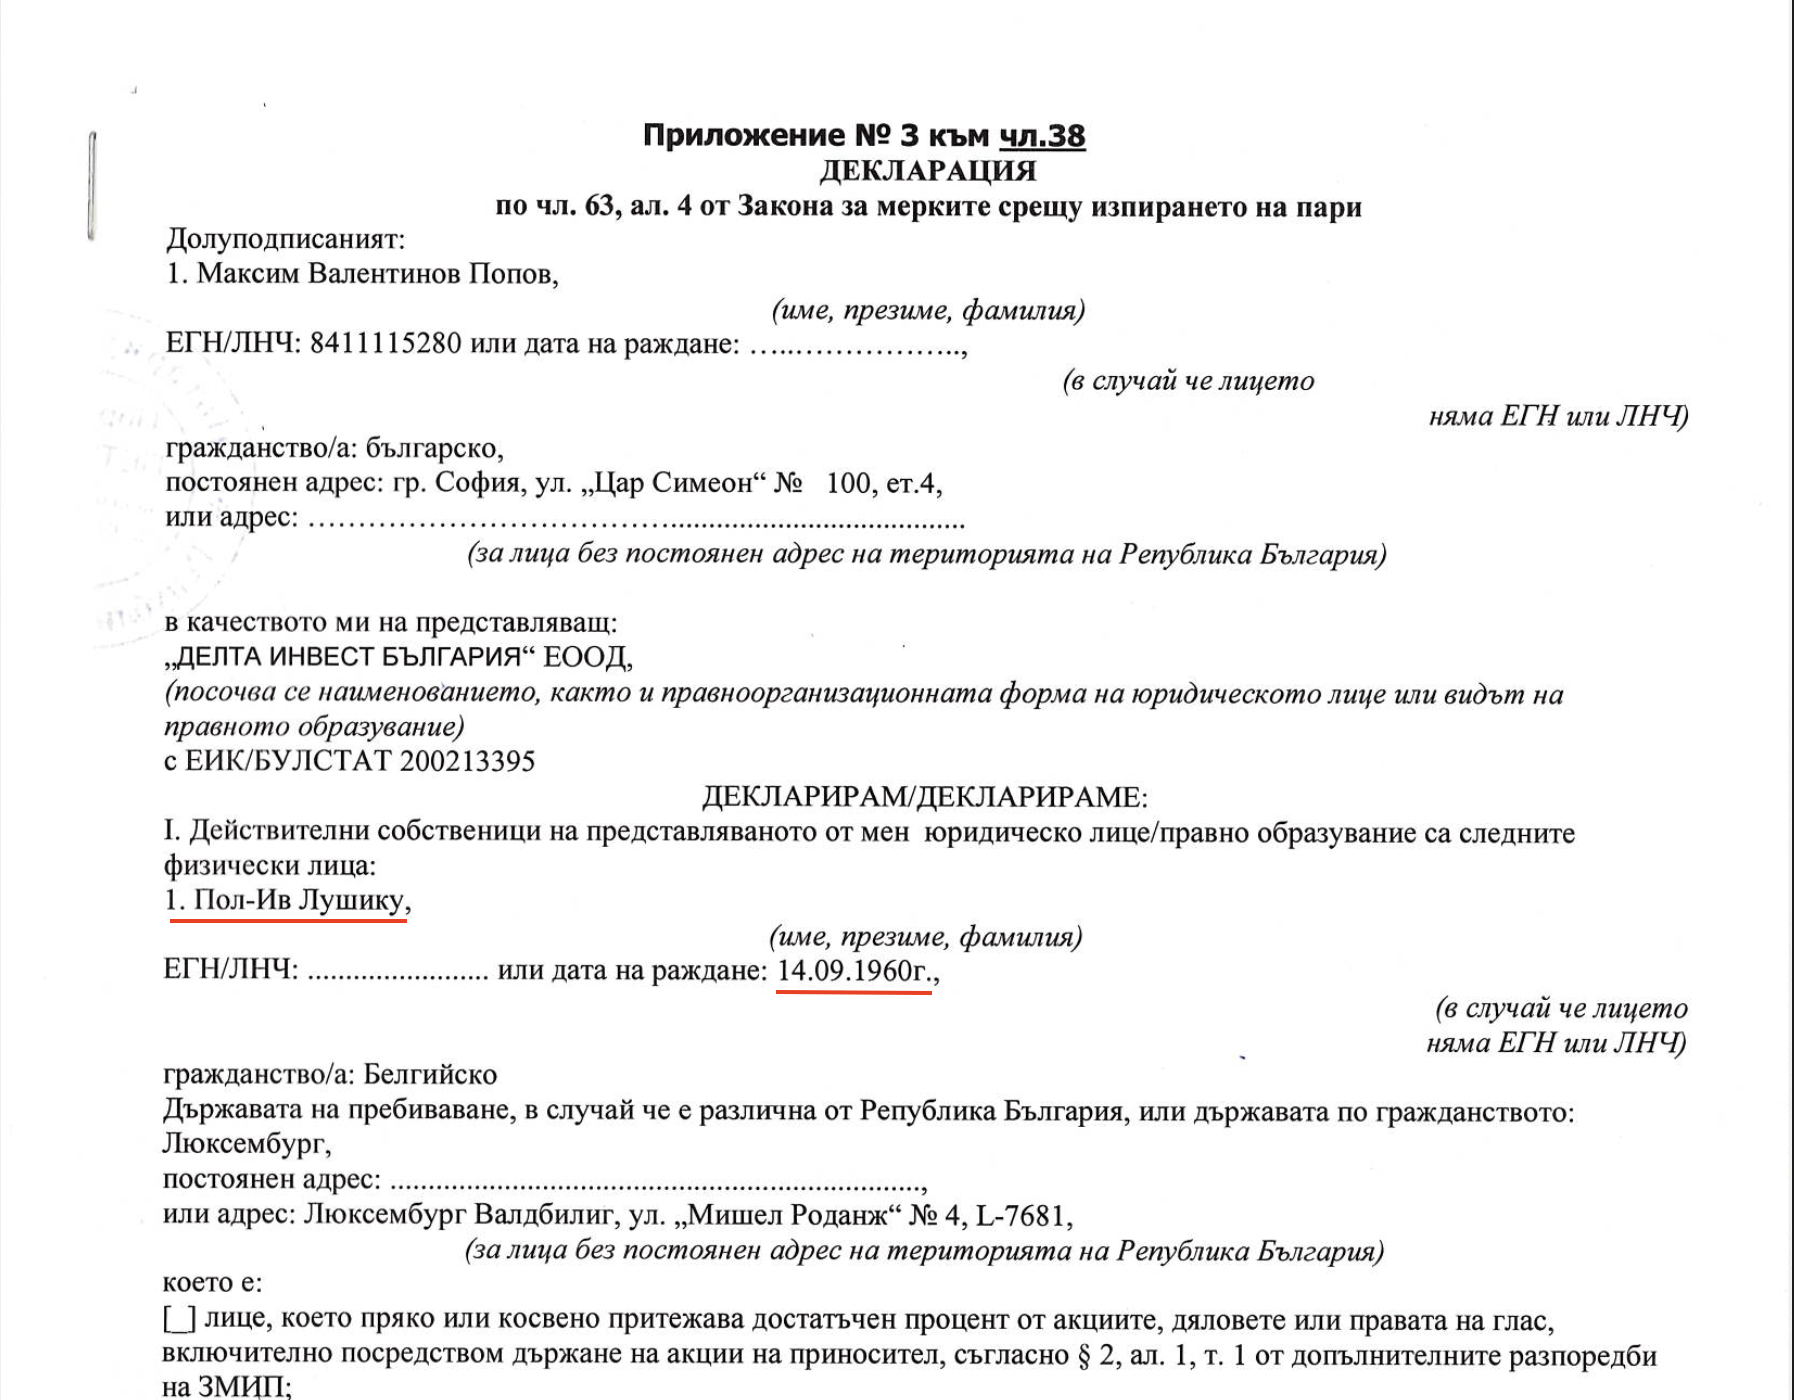 Приложение № 3 към чл.38
ДЕКЛАРАЦИЯ
по чл. 63, ал. 4 от Закона за мерките срещу изпирането на пари
Долуподписаният:
1. Максим Валентинов Попов,
(име, презиме, фамилия)
ЕГН/ЛНЧ: 8411115280 или дата на раждане: …………………..,
(в случай че лицето
няма ЕГН или ЛНЧ)
гражданство/а: българско,
постоянен адрес: гр. София, ул. „Цар Симеон“ № 100, ет.4,
или адрес: …………………………………......................................
(за лица без постоянен адрес на територията на Република България)
в качеството ми на представляващ:
„ДЕЛТА ИНВЕСТ БЪЛГАРИЯ“ ЕООД,
(посочва се наименованието, както и правноорганизационната форма на юридическото лице или видът на
правното образувание)
с ЕИК/БУЛСТАТ 200213395
ДЕКЛАРИРАМ/ДЕКЛАРИРАМЕ:
I. Действителни собственици на представляваното от мен юридическо лице/правно образувание са следните
физически лица:
1. Пол-Ив Лушику,
(име, презиме, фамилия)
ЕГН/ЛНЧ: ........................ или дата на раждане: 14.09.1960г.,
(в случай че лицето
няма ЕГН или ЛНЧ)
гражданство/а: Белгийско
Държавата на пребиваване, в случай че е различна от Република България, или държавата по гражданството:
Люксембург,
постоянен адрес: ......................................................................,
или адрес: Люксембург Валдбилиг, ул. „Мишел Роданж“ № 4, L-7681,
(за лица без постоянен адрес на територията на Република България)
което е:
[_] лице, което пряко или косвено притежава достатъчен процент от акциите, дяловете или правата на глас,
включително посредством държане на акции на приносител, съгласно § 2, ал. 1, т. 1 от допълнителните разпоредби
на ЗМИП;